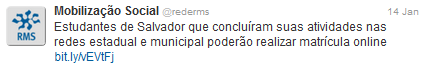 Mobilização Social @rederms 14 Jan
Estudantes de Salvador que concluíram suas atividades nas
redes estadual e municipal poderão realizar matrícula online
bit.ly/vEVtFj
RMS